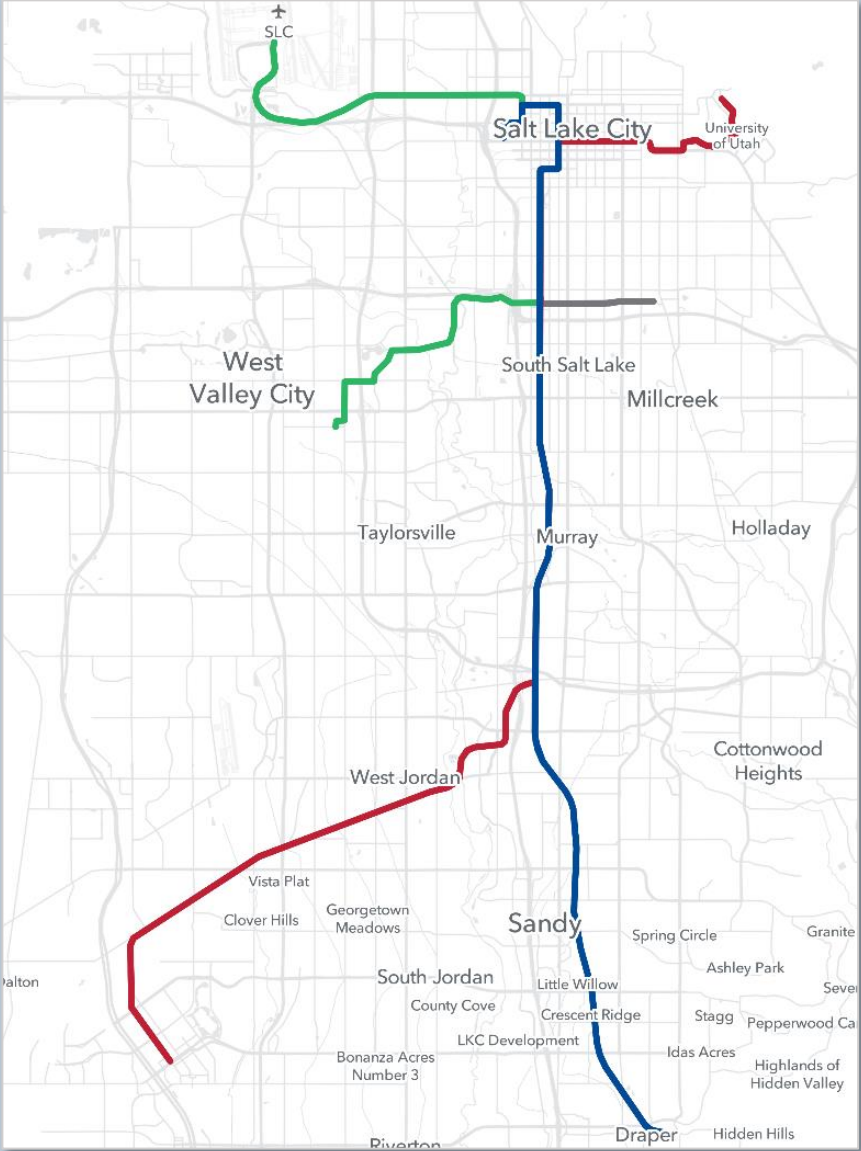 SLC
Salt Lake City
University
of Utah
South Salt Lake
West
Valley City
Millcreek
Taylorsville
Murray
Holladay
West Jordan
Cottonwood
Heights
Vista Plat
Clover Hills
Georgetown
Meadows
Sandy
Spring Circle
Granite
Ashley Park
South Jordan
Little Willow
County Cove
Crescent Ridge
Stagg
Pepperwood
LKC Development
Idas Acres
Bonanza Acres
Number 3
Highlands of
Hidden Valley
Draper
Hidden Hills
Riverton